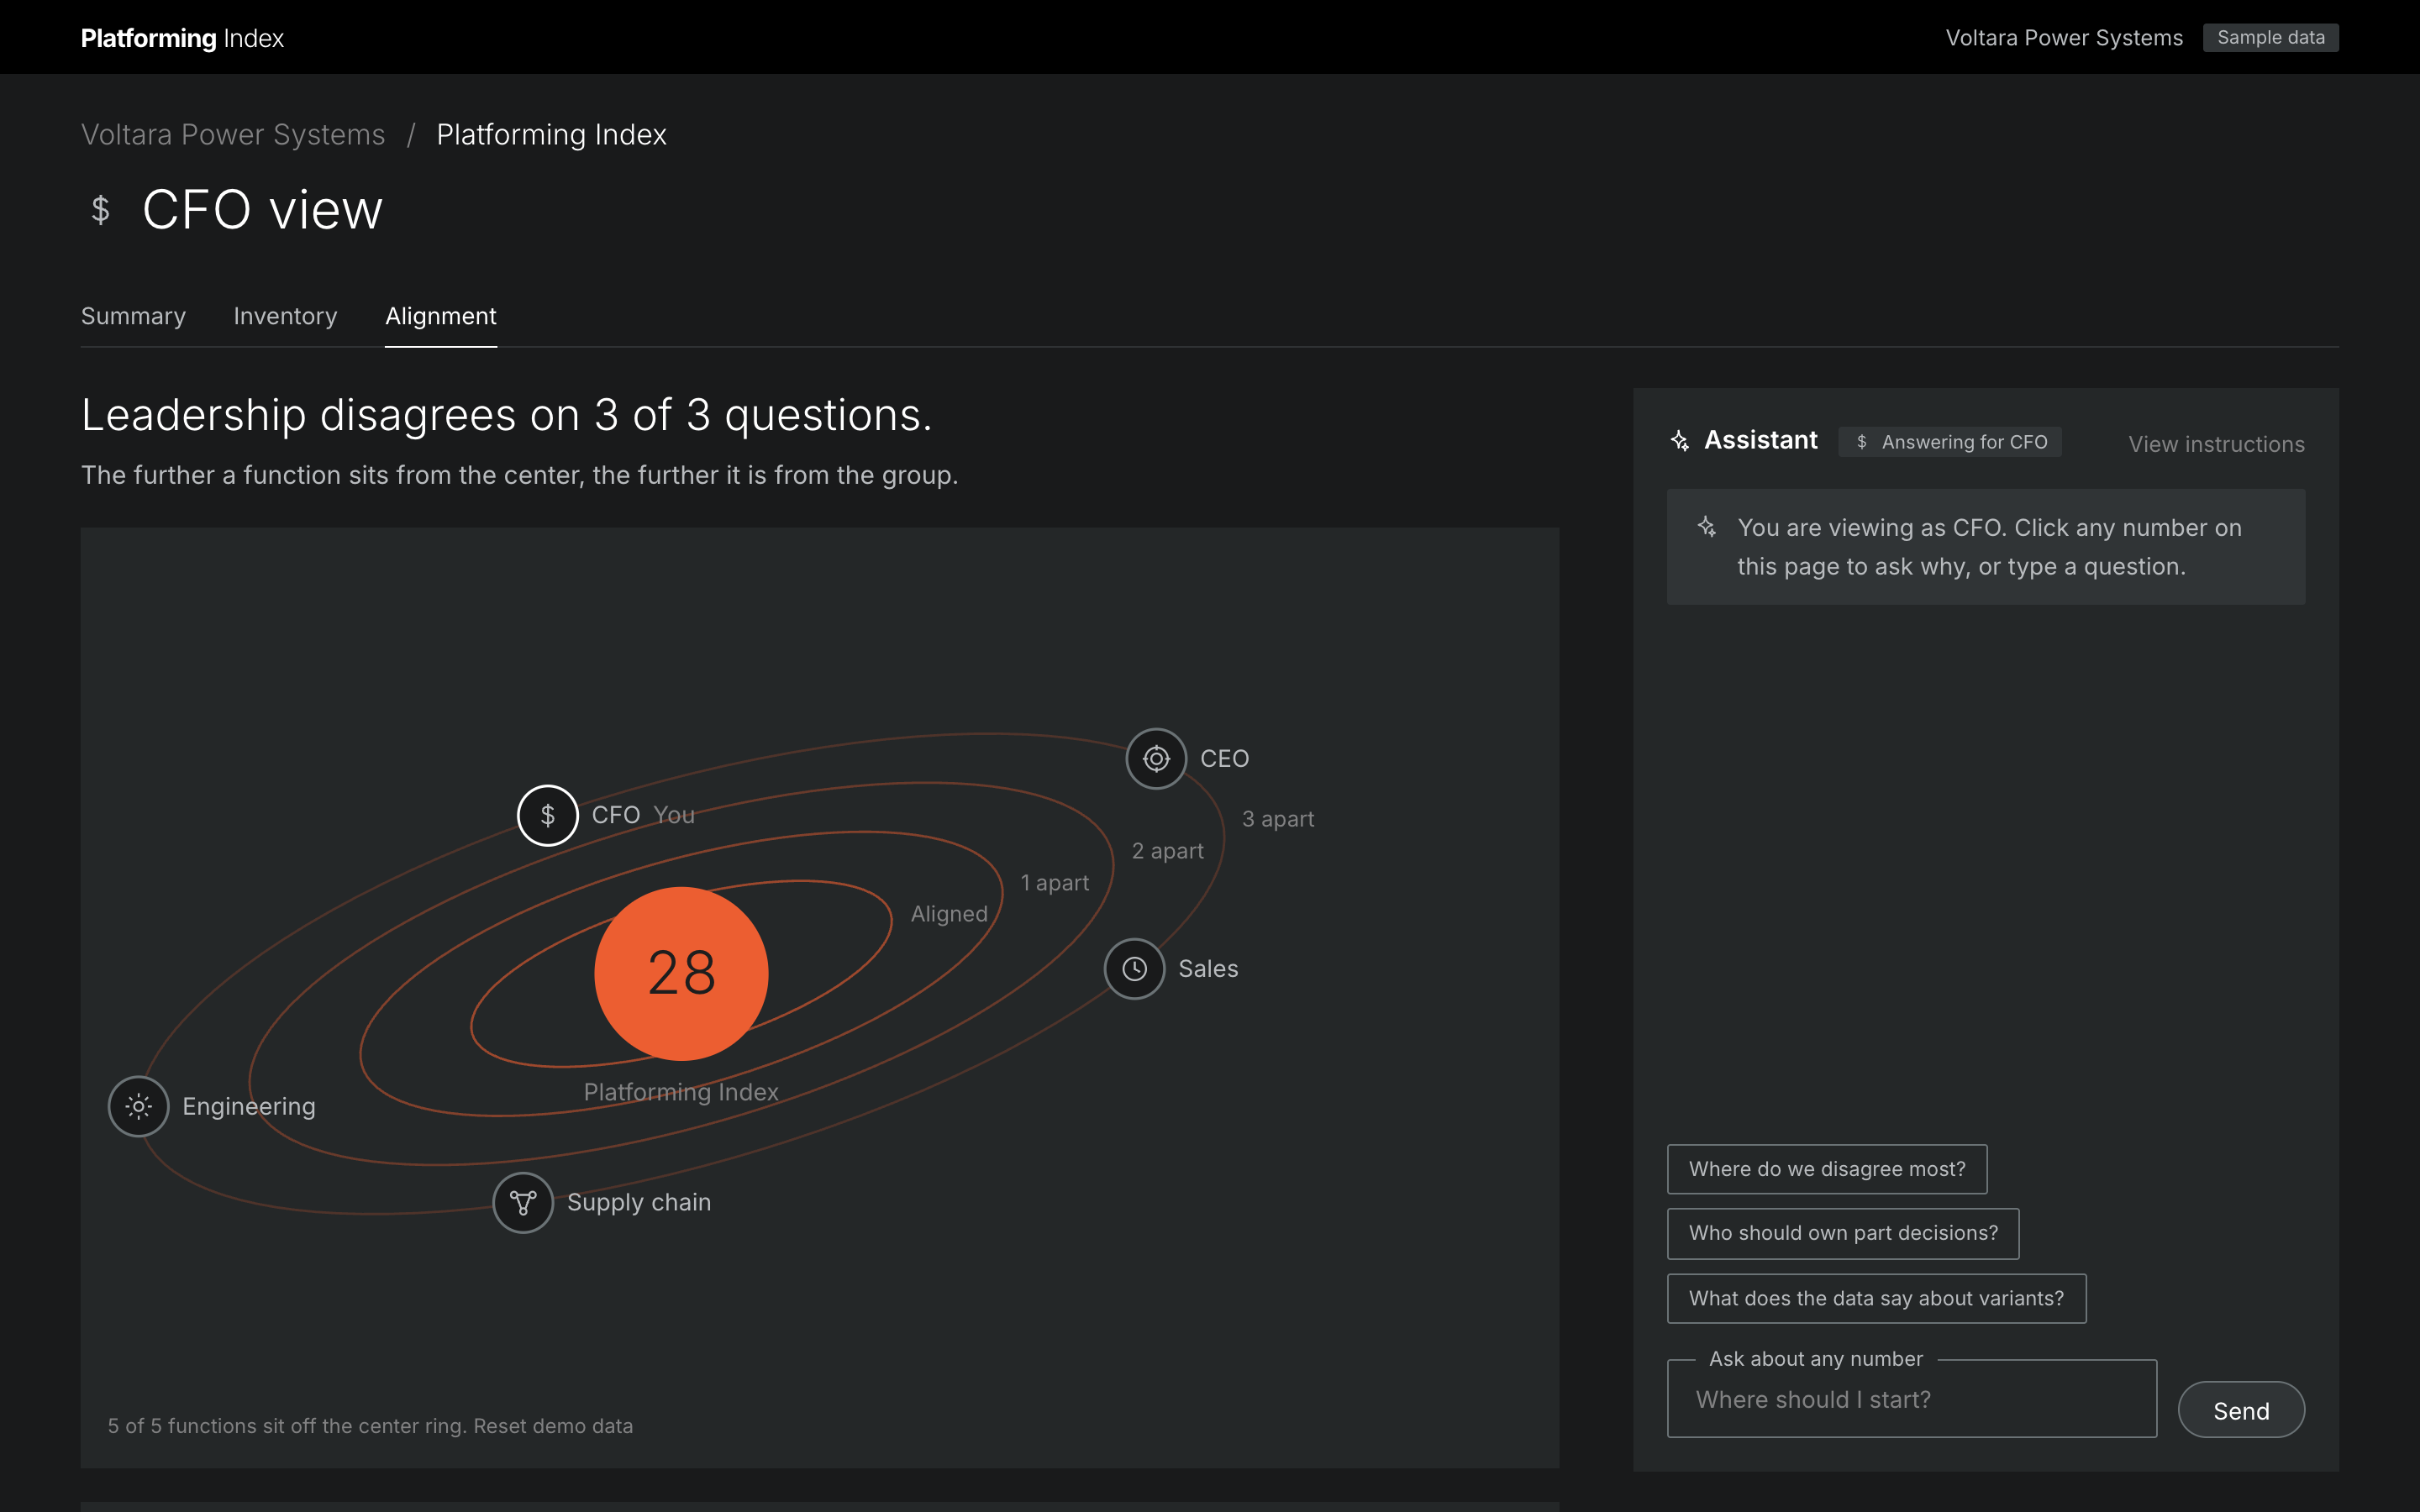 Platforming Index
Voltara Power Systems
Sample data
Voltara Power Systems / Platforming Index
$ CFO view
Summary
Inventory
Alignment
Leadership disagrees on 3 of 3 questions.
The further a function sits from the center, the further it is from the group.
CEO
$ CFO You
3 apart
2 apart
1 apart
Aligned
28
Sales
Platforming Index
Engineering
Supply chain
5 of 5 functions sit off the center ring. Reset demo data
Assistant
$ Answering for CFO
View instructions
You are viewing as CFO. Click any number on
this page to ask why, or type a question.
Where do we disagree most?
Who should own part decisions?
What does the data say about variants?
Ask about any number
Where should I start?
Send